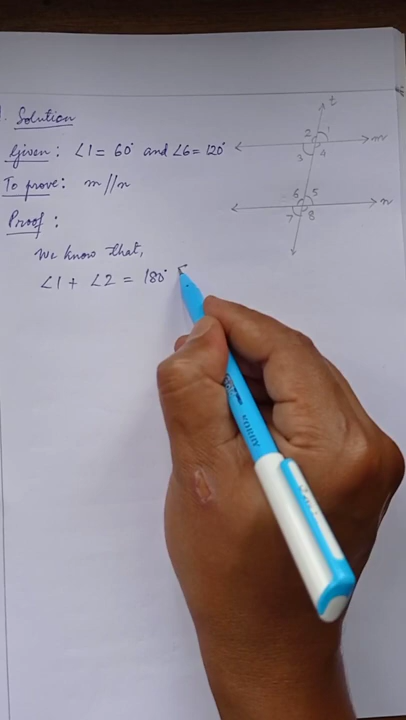 Solution
Given: ∠1 = 60° and ∠6 = 120°
To prove: m//n
Proof:
We know that,
∠1 + ∠2 = 180° [
t
2 1
m
3 4
6 5
n
7 8